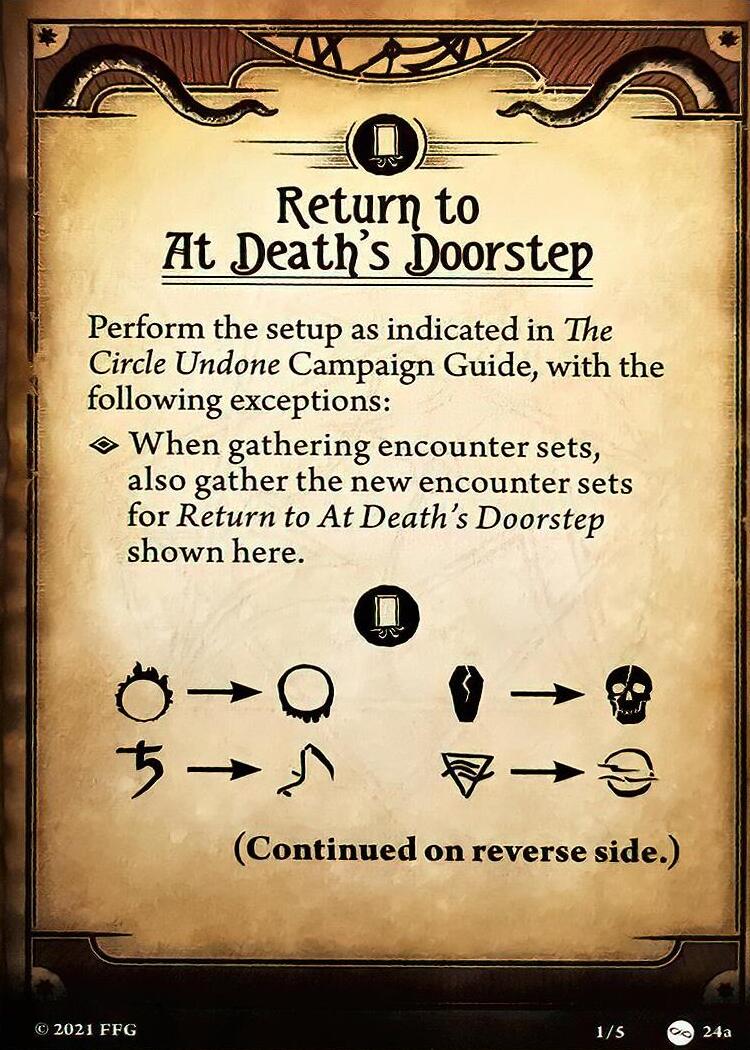 Return to
At Death's Doorstep
Perform the setup as indicated in The
Circle Undone Campaign Guide, with the
following exceptions:
When gathering encounter sets,
also gather the new encounter sets
for Return to At Death's Doorstep
shown here.
(Continued on reverse side.)
© 2021 FFG
1/5
24a